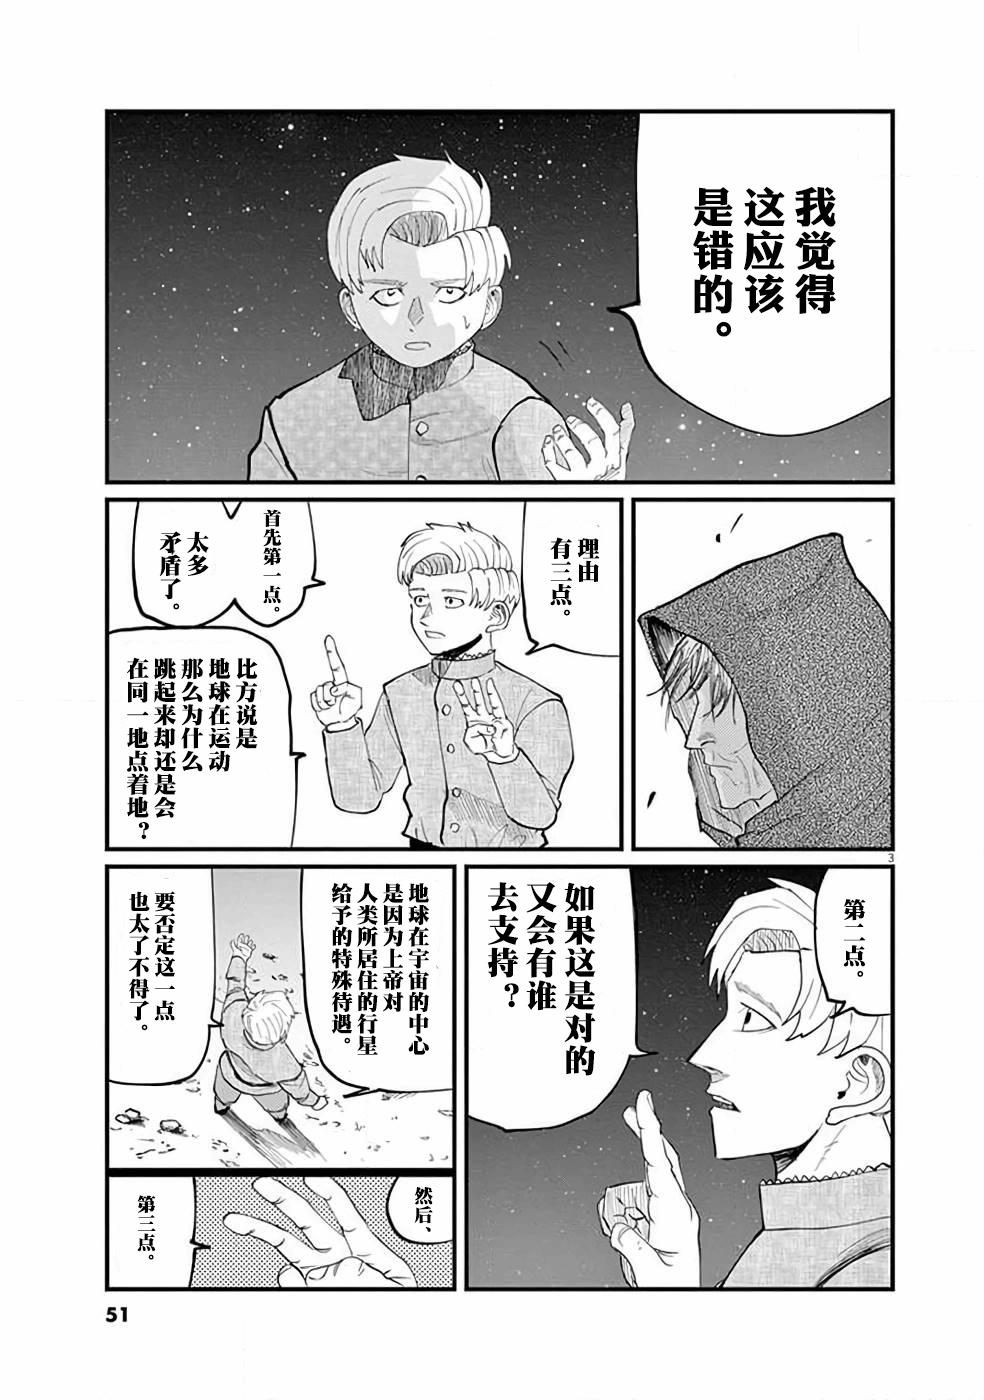 我觉得
这应该
是错的。
理由
有三点。
首先第一点。
太多
矛盾了。
比方说是
地球在运动
那么为什么
跳起来却还是会
在同一地点着地？
3
第二点。
如果这是对的
又会有谁
去支持？
地球在宇宙的中心
是因为上帝对
人类所居住的行星
给予的特殊待遇。
要否定这一点
也太了不得了。
然后、
第三点。
51